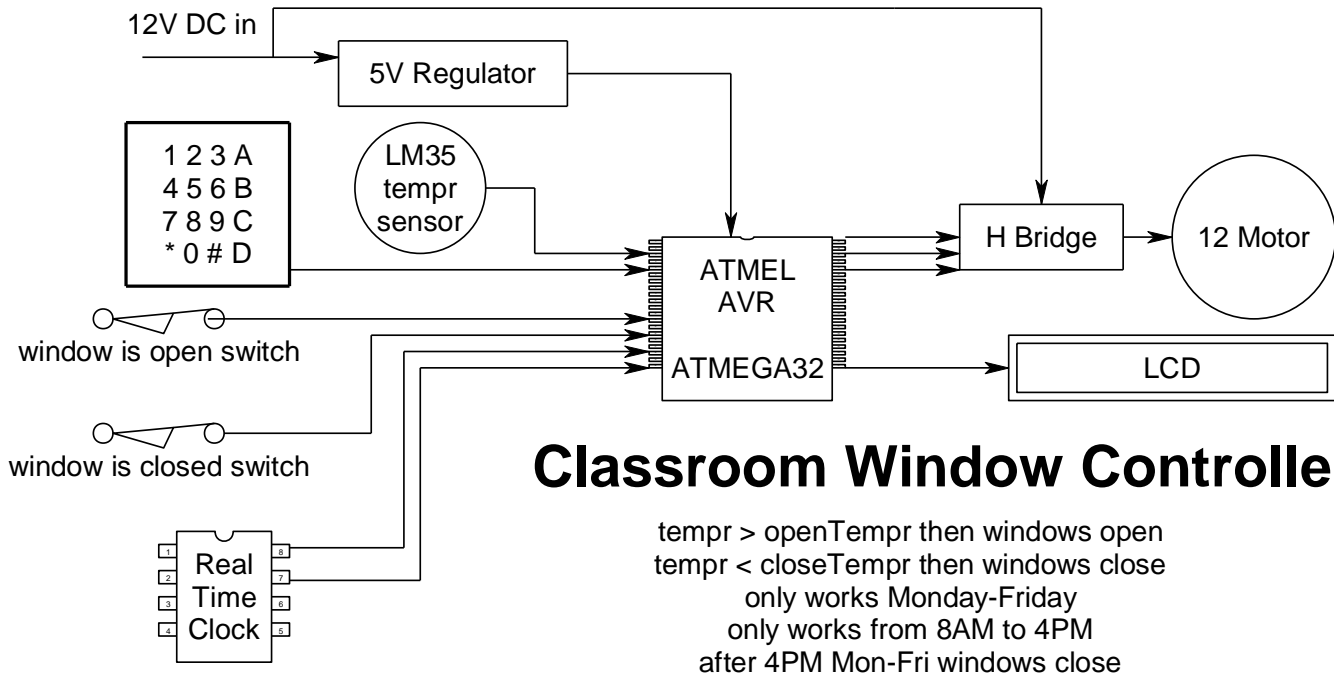 12V DC in
5V Regulator
1 2 3 A
4 5 6 B
7 8 9 C
* 0 # D
LM35
tempr
sensor
ATMEL
AVR
ATMEGA32
H Bridge
12 Motor
window is open switch
LCD
window is closed switch
Classroom Window Controlle
1
2
3
4
Real
Time
Clock
8
7
6
5
tempr > openTempr then windows open
tempr < closeTempr then windows close
only works Monday-Friday
only works from 8AM to 4PM
after 4PM Mon-Fri windows close